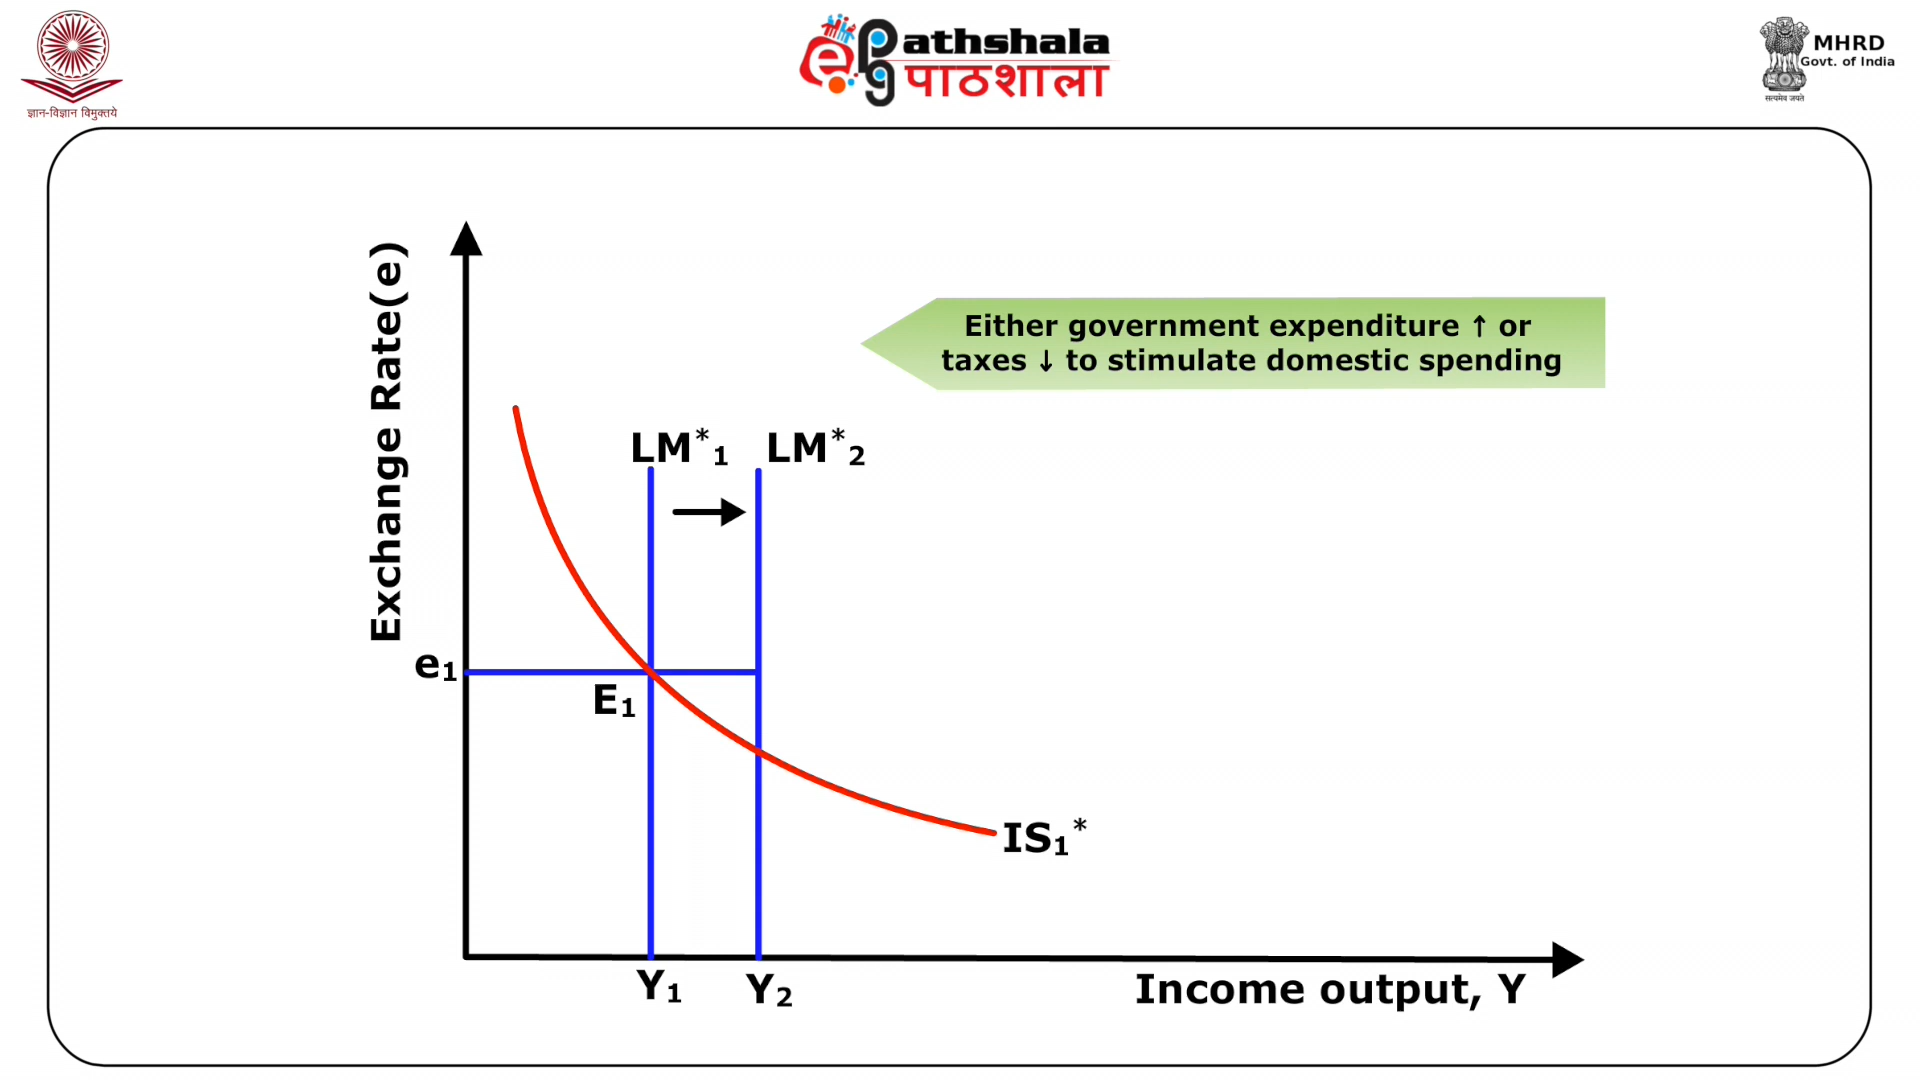 ज्ञान-विज्ञान विमुक्तये
e pg Pathshala
पाठशाला
MHRD
Govt. of India
सत्यमेव जयते
Exchange Rate(e)
Either government expenditure ↑ or
taxes ↓ to stimulate domestic spending
LM*₁ LM*₂
e₁
E₁
IS₁*
Y₁ Y₂
Income output, Y